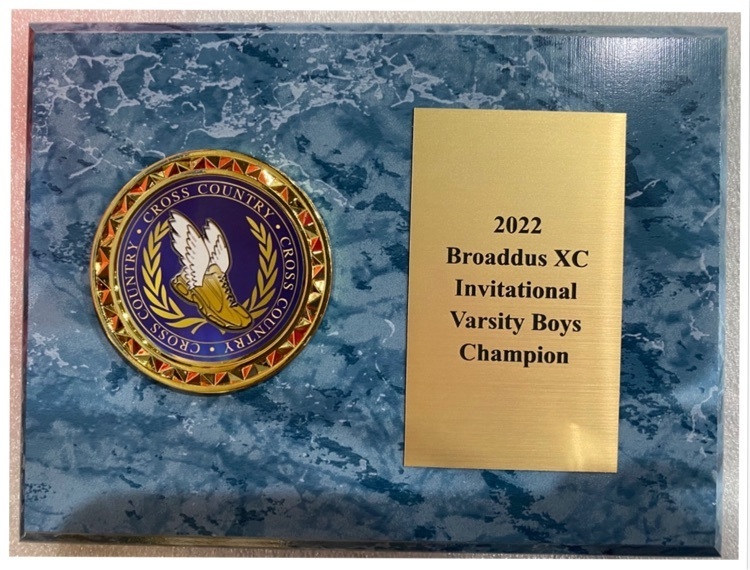 CROSS COUNTRY · CROSS COUNTRY · CROSS COUNTRY ·
2022
Broaddus XC
Invitational
Varsity Boys
Champion